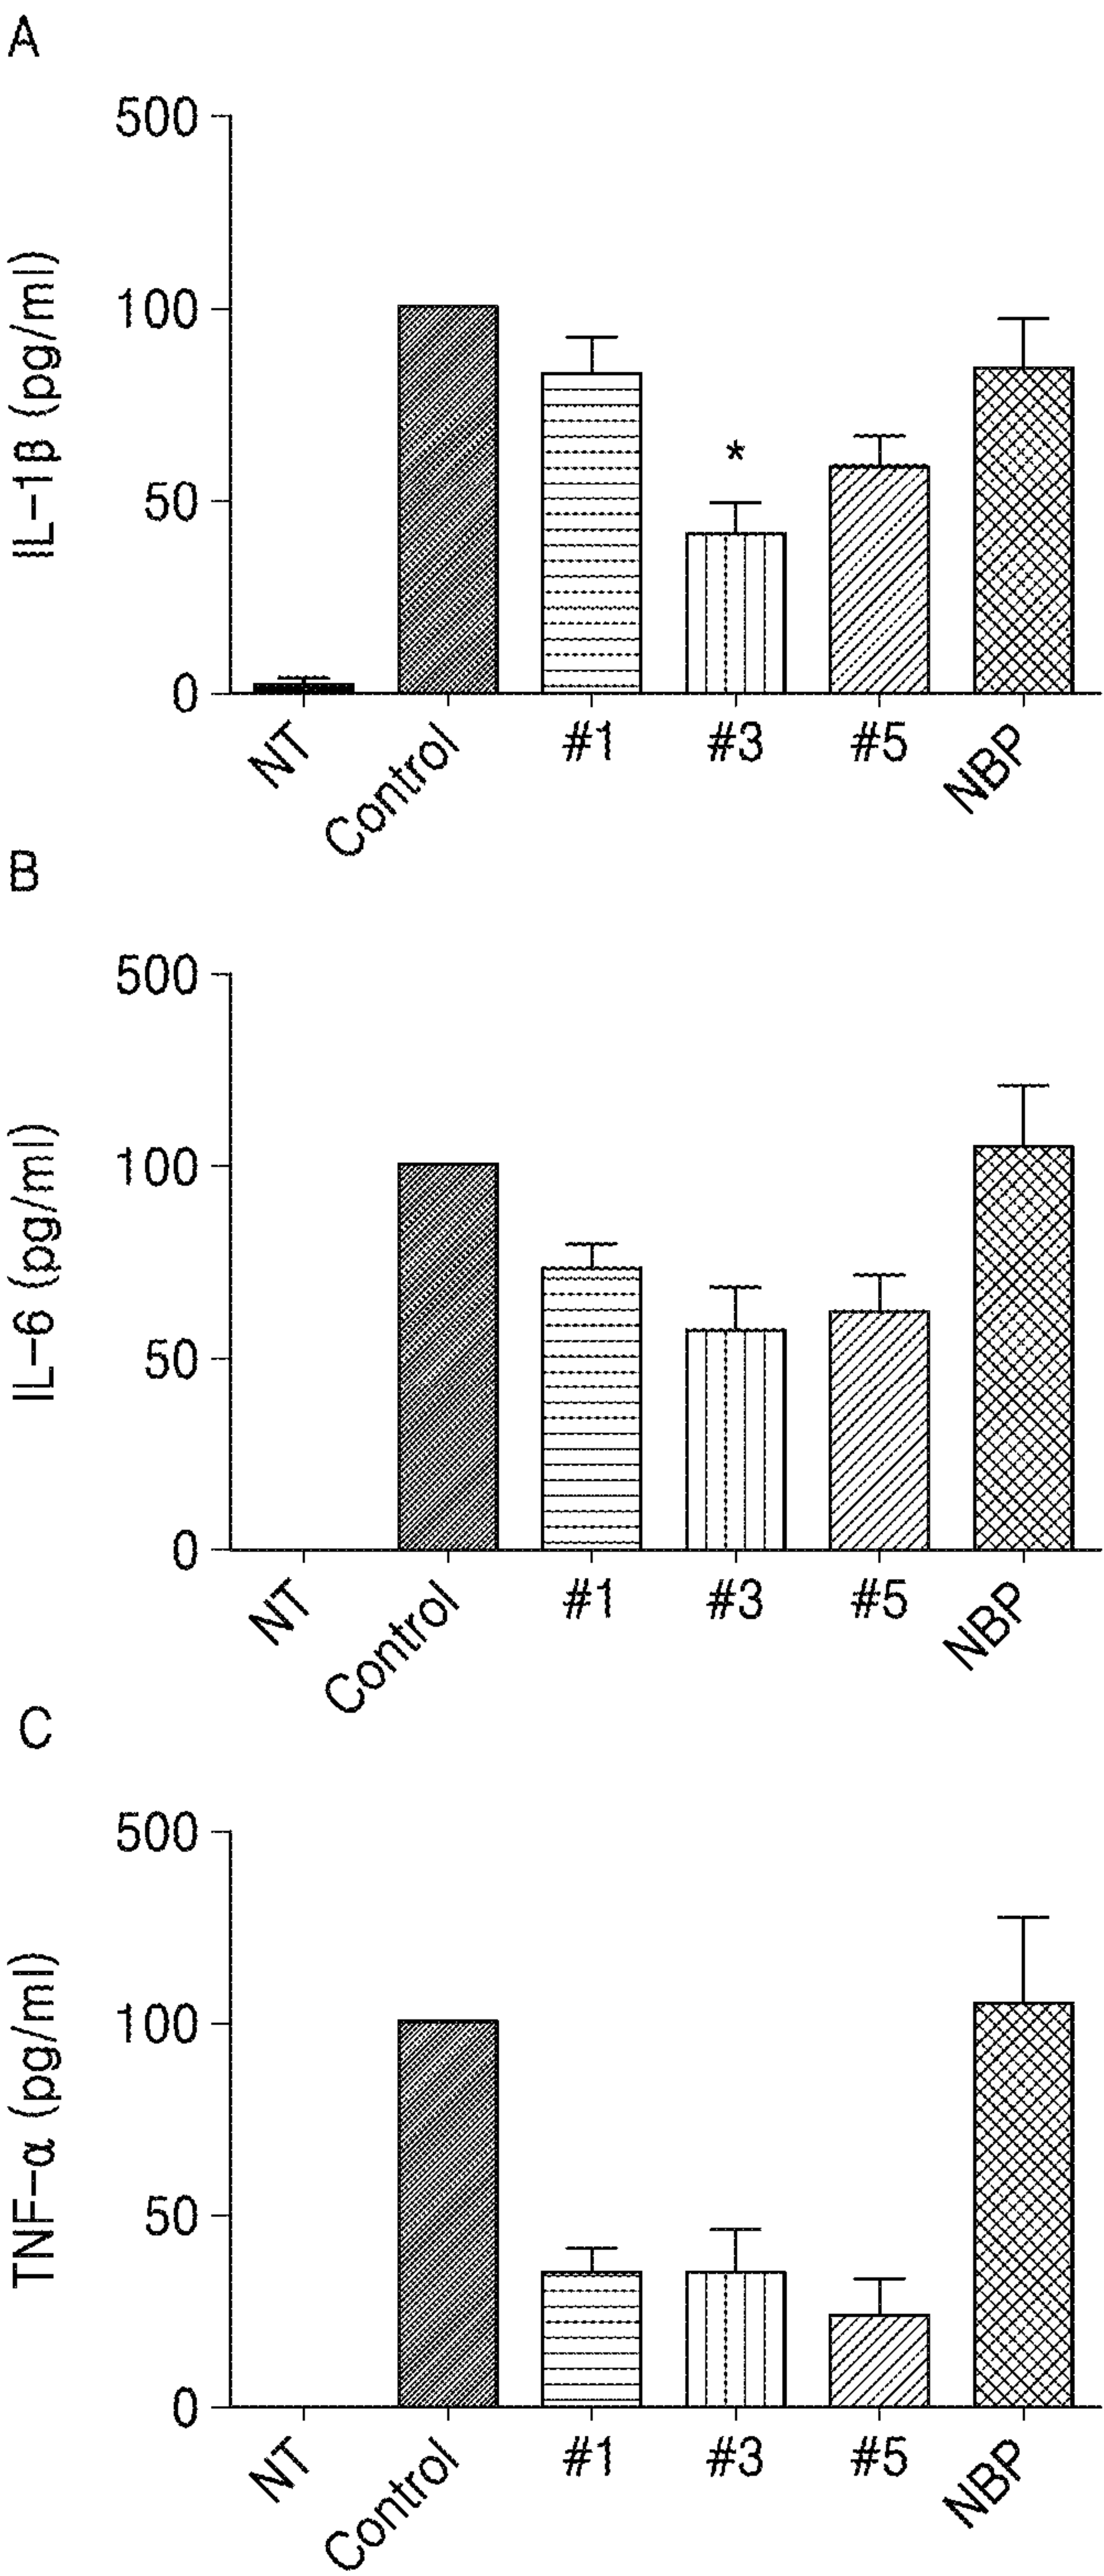 A
500
100
50
0
IL-1β (pg/ml)
*
NT
Control
#1
#3
#5
NBP
B
500
100
50
0
IL-6 (pg/ml)
NT
Control
#1
#3
#5
NBP
C
500
100
50
0
TNF-α (pg/ml)
NT
Control
#1
#3
#5
NBP